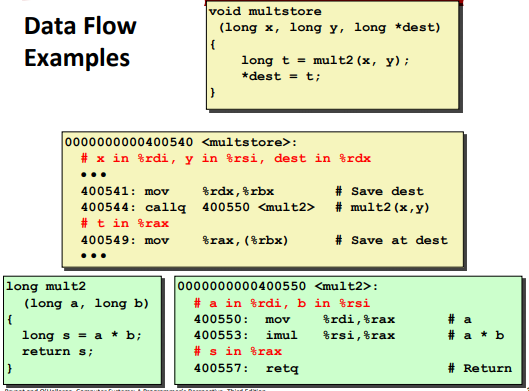 Data Flow
Examples
void multstore
(long x, long y, long *dest)
{
long t = mult2(x, y);
*dest = t;
}
0000000000400540 <multstore>:
# x in %rdi, y in %rsi, dest in %rdx
•••
400541: mov %rdx,%rbx # Save dest
400544: callq 400550 <mult2> # mult2(x,y)
# t in %rax
400549: mov %rax,(%rbx) # Save at dest
•••
long mult2
(long a, long b)
{
long s = a * b;
return s;
}
0000000000400550 <mult2>:
# a in %rdi, b in %rsi
400550: mov %rdi,%rax # a
400553: imul %rsi,%rax # a * b
# s in %rax
400557: retq # Return